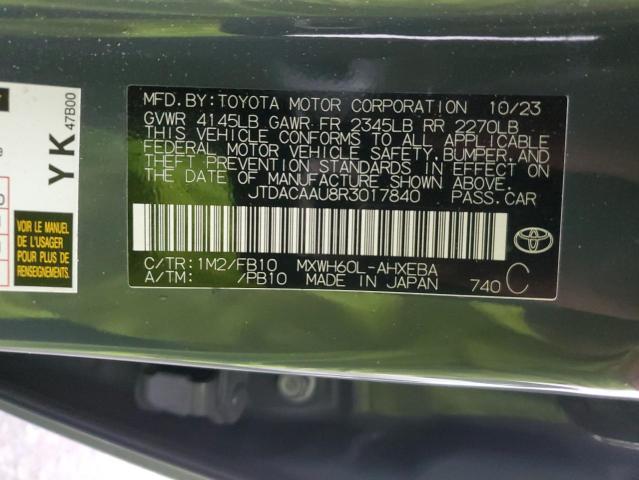 MFD.BY:TOYOTA MOTOR CORPORATION 10/23
GVWR 4145LB GAWR FR 2345LB RR 2270LB
THIS VEHICLE CONFORMS TO ALL APPLICABLE
FEDERAL MOTOR VEHICLE SAFETY,BUMPER,AND
THEFT PREVENTION STANDARDS IN EFFECT ON
THE DATE OF MANUFACTURE SHOWN ABOVE.
JTDACAAU8R3017840 PASS.CAR
C/TR:1M2/FB10 MXWH60L-AHXEBA
A/TM: /PB10 MADE IN JAPAN 740 C
YK 47B00
VOIR LE MANUEL
DE L'USAGER
POUR PLUS DE
RENSEIGNEMENTS.